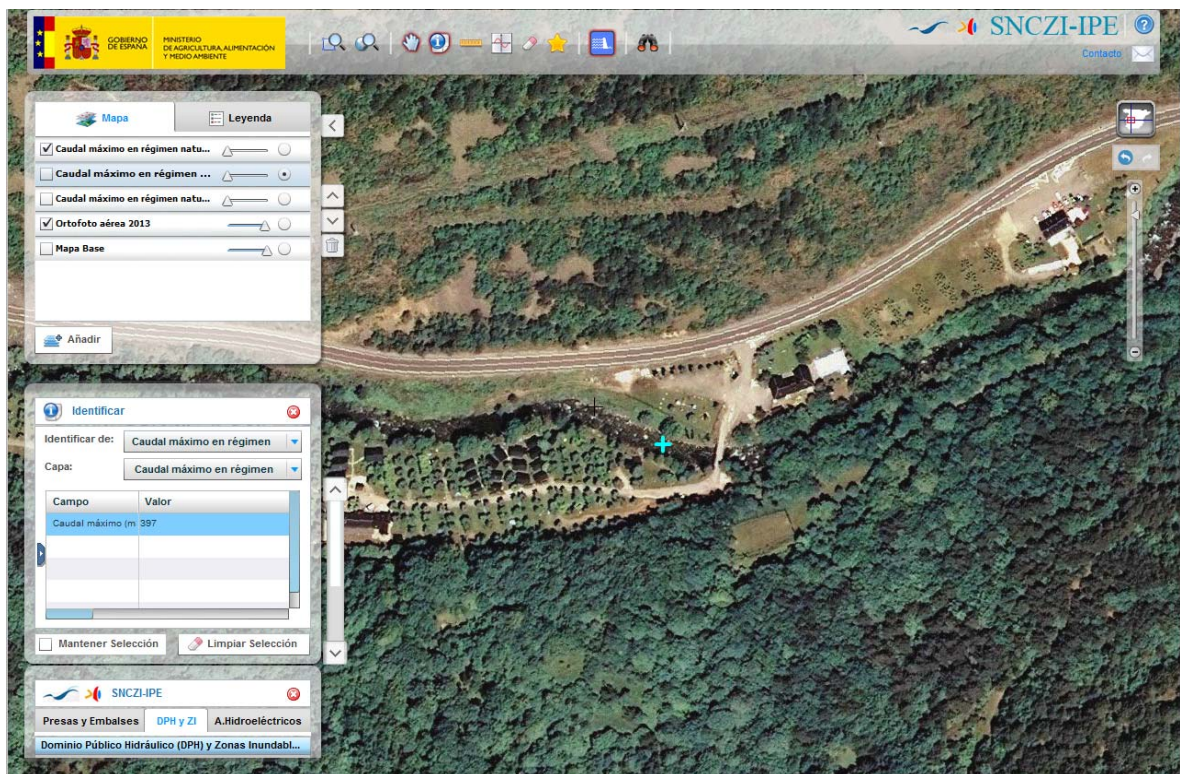 GOBIERNO
DE ESPAÑA
MINISTERIO
DE AGRICULTURA, ALIMENTACIÓN
Y MEDIO AMBIENTE
SNCZI-IPE
Contacto
Mapa
Leyenda
Caudal máximo en régimen natu...
Caudal máximo en régimen ...
Caudal máximo en régimen natu...
Ortofoto aérea 2013
Mapa Base
Añadir
Identificar
Identificar de: Caudal máximo en régimen
Capa: Caudal máximo en régimen
Campo Valor
Caudal máximo (m 397
Mantener Selección Limpiar Selección
SNCZI-IPE
Presas y Embalses DPH y ZI A.Hidroeléctricos
Dominio Público Hidráulico (DPH) y Zonas Inundabl...